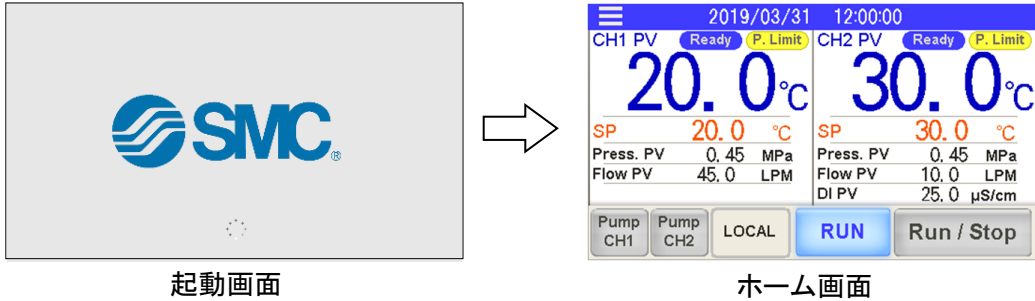 SMC®
起動画面
2019/03/31 12:00:00
CH1 PV Ready P. Limit
20.0℃
SP 20.0 ℃
Press. PV 0.45 MPa
Flow PV 45.0 LPM
CH2 PV Ready P. Limit
30.0℃
SP 30.0 ℃
Press. PV 0.45 MPa
Flow PV 10.0 LPM
DI PV 25.0 μS/cm
Pump
CH1
Pump
CH2
LOCAL
RUN
Run / Stop
ホーム画面